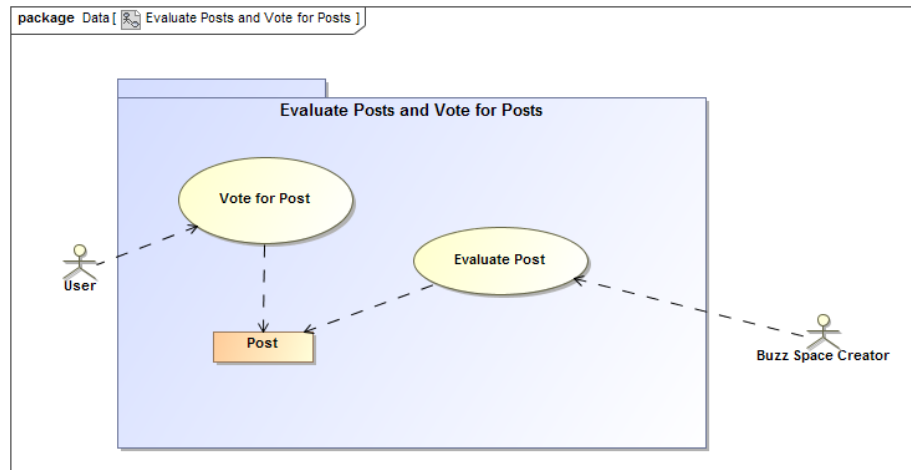 package Data [ Evaluate Posts and Vote for Posts ]
Evaluate Posts and Vote for Posts
Vote for Post
Evaluate Post
User
Post
Buzz Space Creator